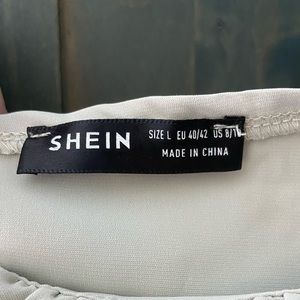 SHEIN
SIZE L EU 40/42 US 8/10
MADE IN CHINA